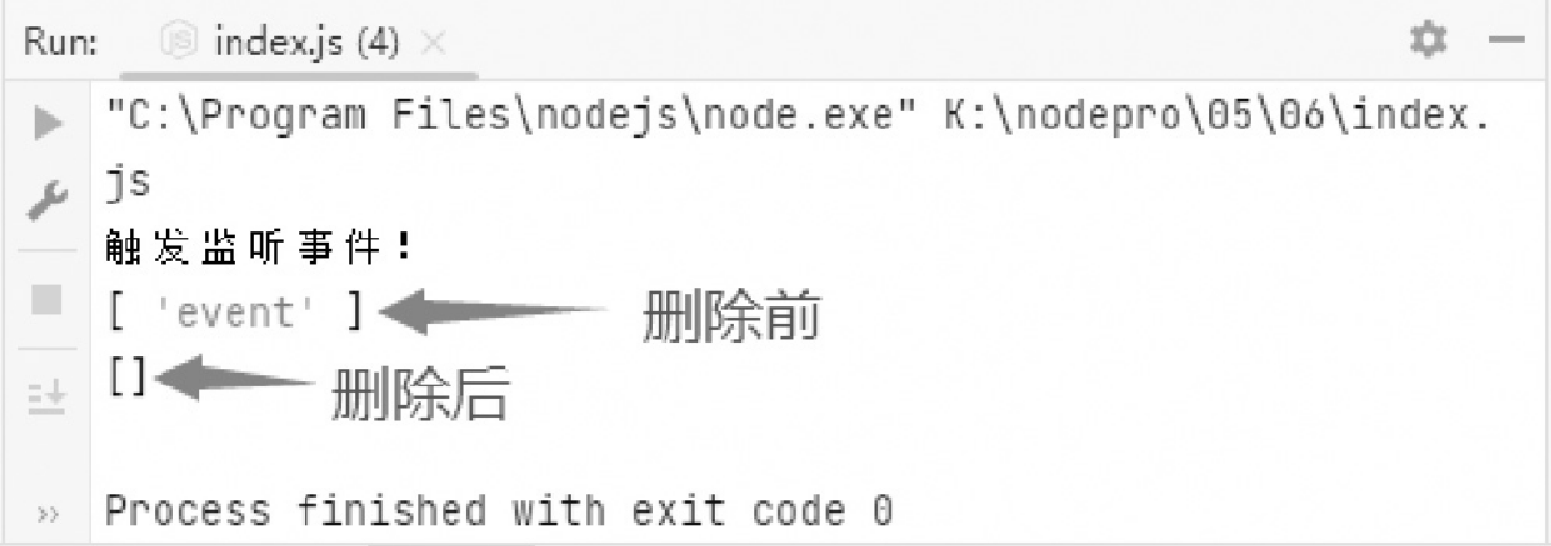 Run: index.js (4)
"C:\Program Files\nodejs\node.exe" K:\nodepro\05\06\index.
js
触发监听事件！
[ 'event' ] 删除前
[] 删除后
Process finished with exit code 0